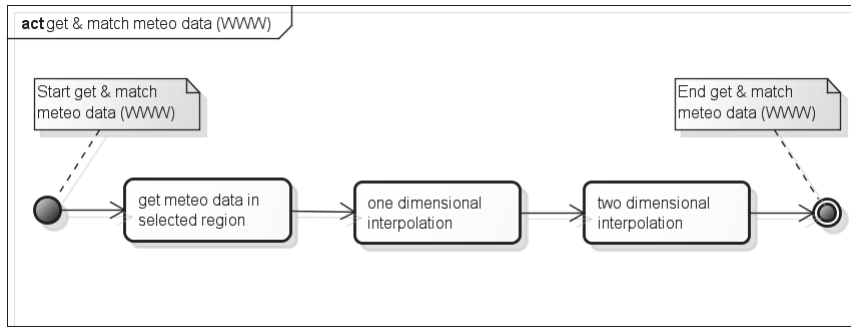 act get & match meteo data (WWW)
Start get & match
meteo data (WWW)
End get & match
meteo data (WWW)
get meteo data in
selected region
one dimensional
interpolation
two dimensional
interpolation